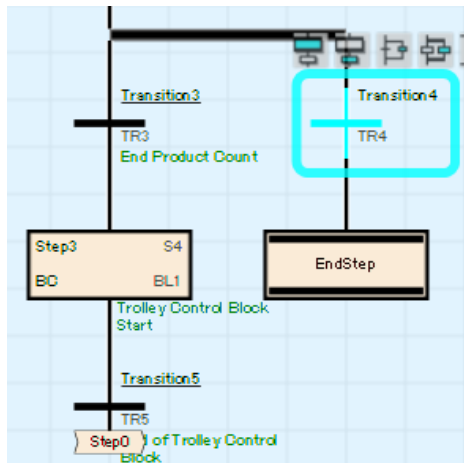 Transition3
TR3
End Product Count
Transition4
TR4
Step3 S4
BC BL1
EndStep
Trolley Control Block
Start
Transition5
TR5
Step0 of Trolley Control
Block